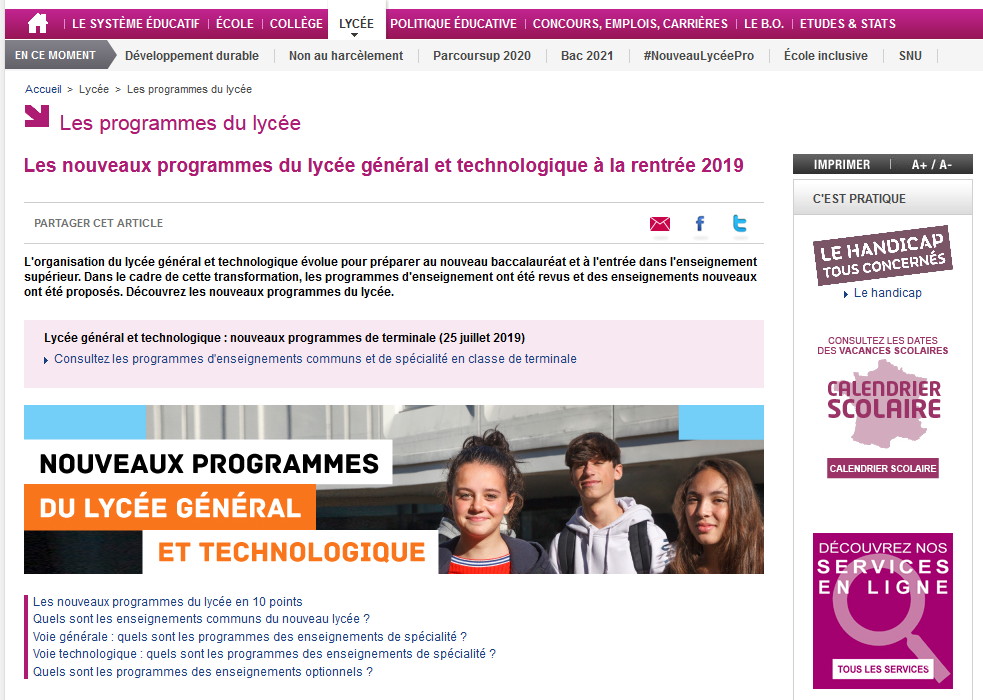 LE SYSTÈME ÉDUCATIF | ÉCOLE | COLLÈGE LYCÉE POLITIQUE ÉDUCATIVE | CONCOURS, EMPLOIS, CARRIÈRES | LE B.O. | ETUDES & STATS
EN CE MOMENT Développement durable Non au harcèlement Parcoursup 2020 Bac 2021 #NouveauLycéePro École inclusive SNU
Accueil > Lycée > Les programmes du lycée
Les programmes du lycée
Les nouveaux programmes du lycée général et technologique à la rentrée 2019
PARTAGER CET ARTICLE
L'organisation du lycée général et technologique évolue pour préparer au nouveau baccalauréat et à l'entrée dans l'enseignement
supérieur. Dans le cadre de cette transformation, les programmes d'enseignement ont été revus et des enseignements nouveaux
ont été proposés. Découvrez les nouveaux programmes du lycée.
Lycée général et technologique : nouveaux programmes de terminale (25 juillet 2019)
Consultez les programmes d'enseignements communs et de spécialité en classe de terminale
NOUVEAUX PROGRAMMES
DU LYCÉE GÉNÉRAL
ET TECHNOLOGIQUE
Les nouveaux programmes du lycée en 10 points
Quels sont les enseignements communs du nouveau lycée ?
Voie générale : quels sont les programmes des enseignements de spécialité ?
Voie technologique : quels sont les programmes des enseignements de spécialité ?
Quels sont les programmes des enseignements optionnels ?
IMPRIMER | A+ / A-
C'EST PRATIQUE
LE HANDICAP
TOUS CONCERNÉS
Le handicap
CONSULTEZ LES DATES
DES VACANCES SCOLAIRES
CALENDRIER
SCOLAIRE
CALENDRIER SCOLAIRE
DÉCOUVREZ NOS
SERVICES
EN LIGNE
TOUS LES SERVICES